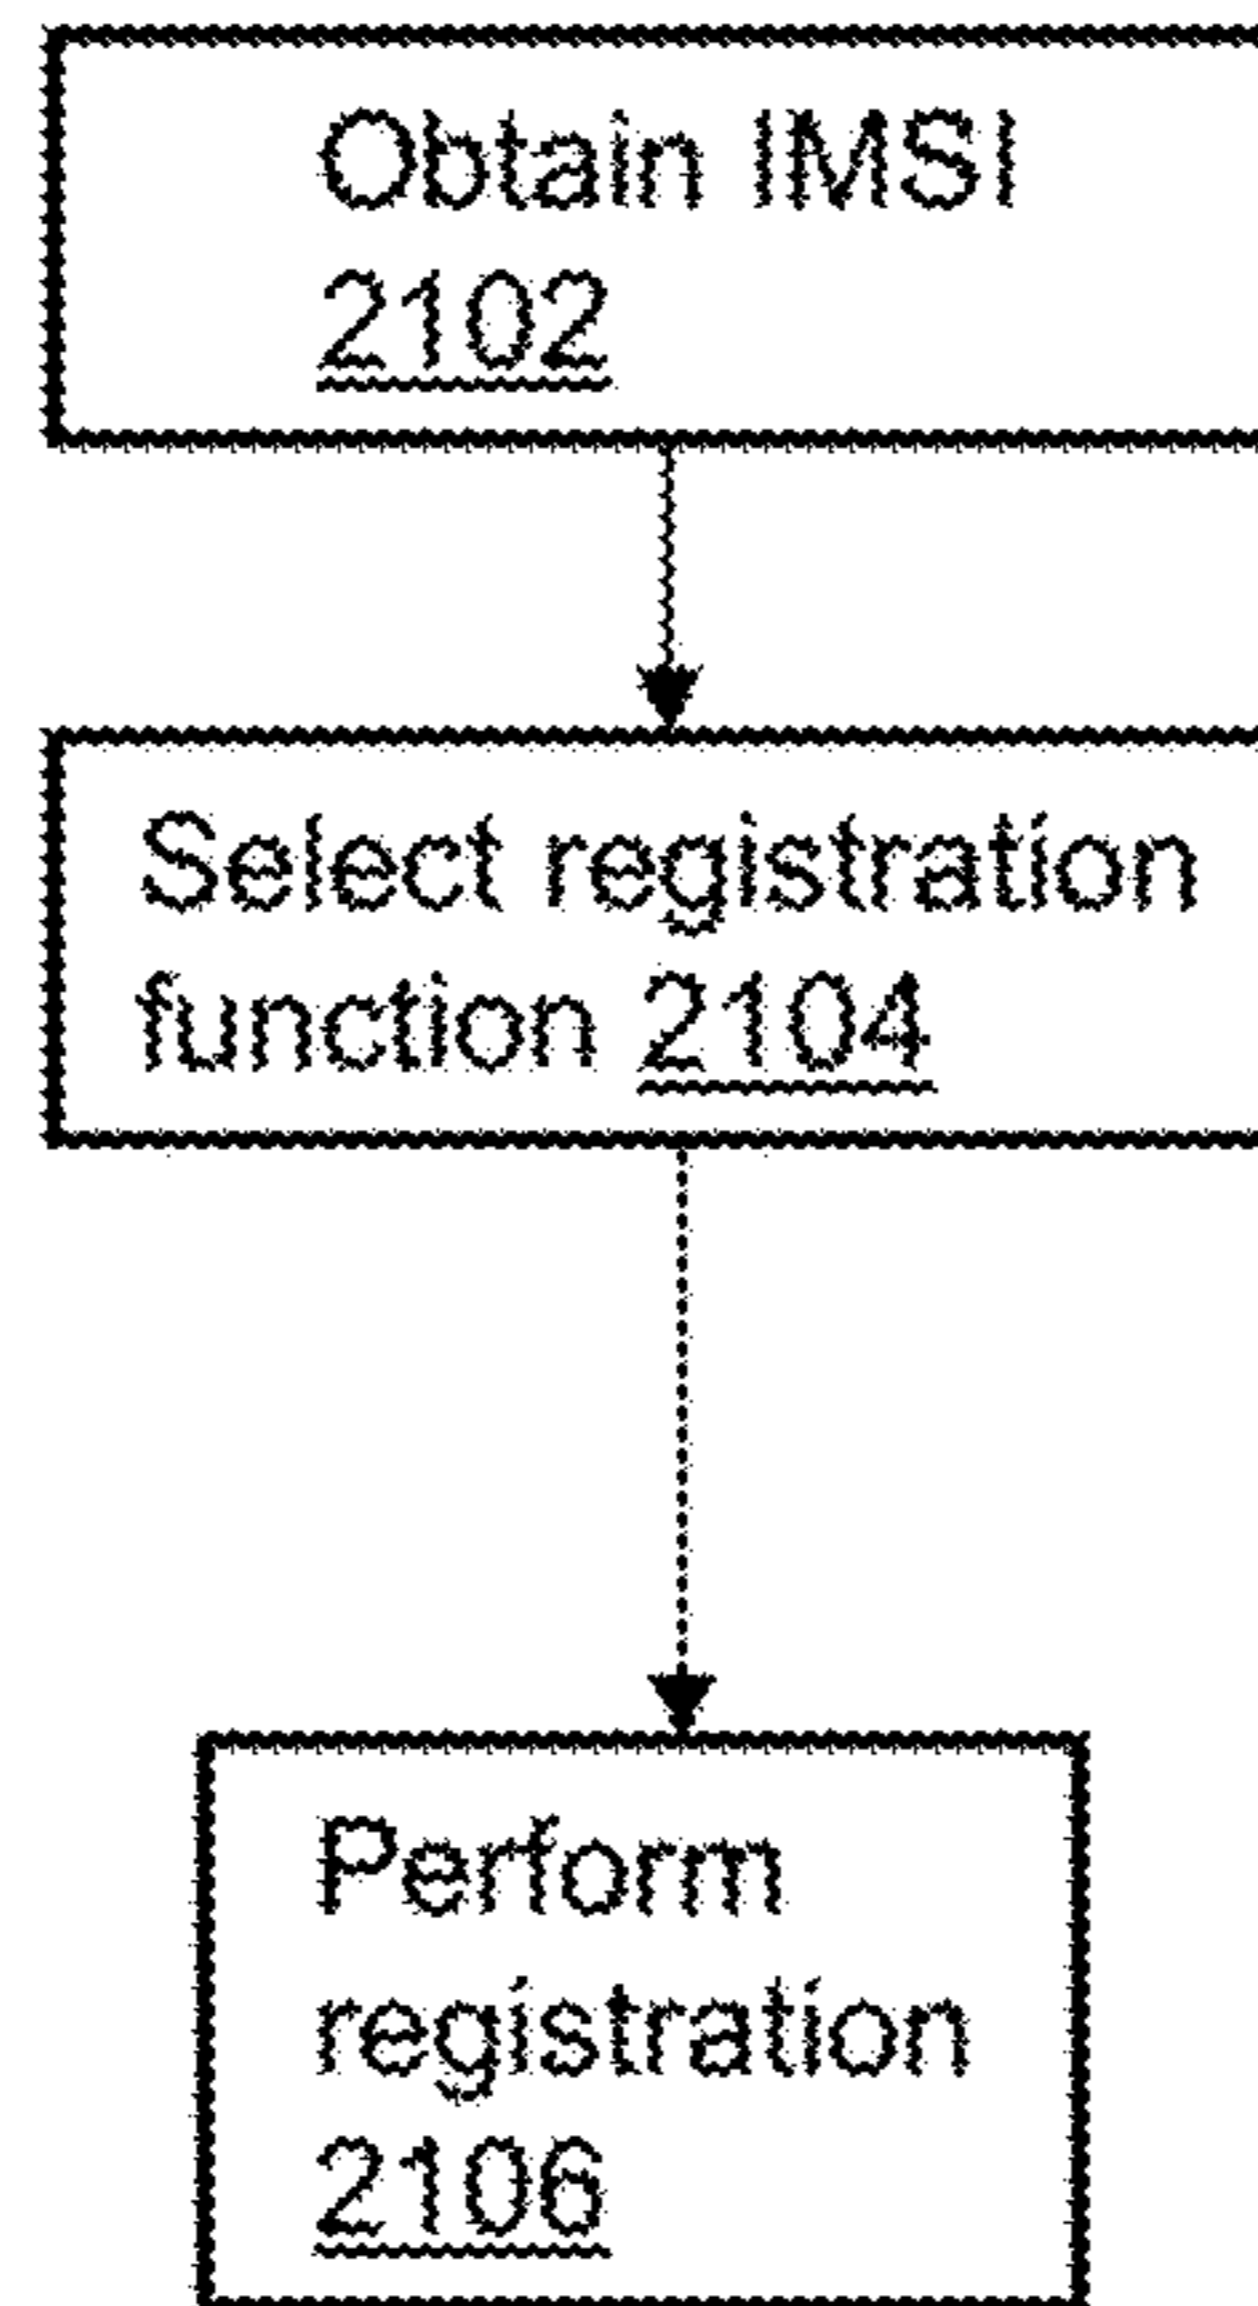 Obtain IMSI
2102
Select registration
function 2104
Perform
registration
2106